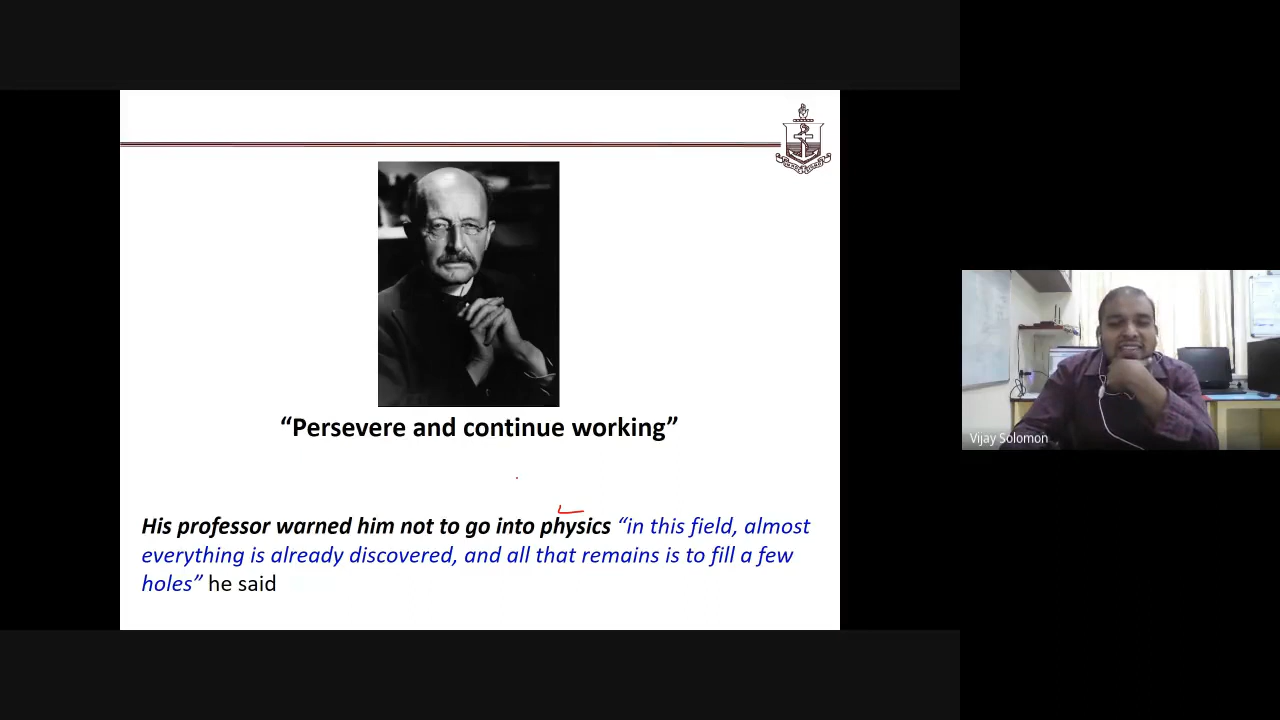 “Persevere and continue working”
His professor warned him not to go into physics “in this field, almost
everything is already discovered, and all that remains is to fill a few
holes” he said
Vijay Solomon